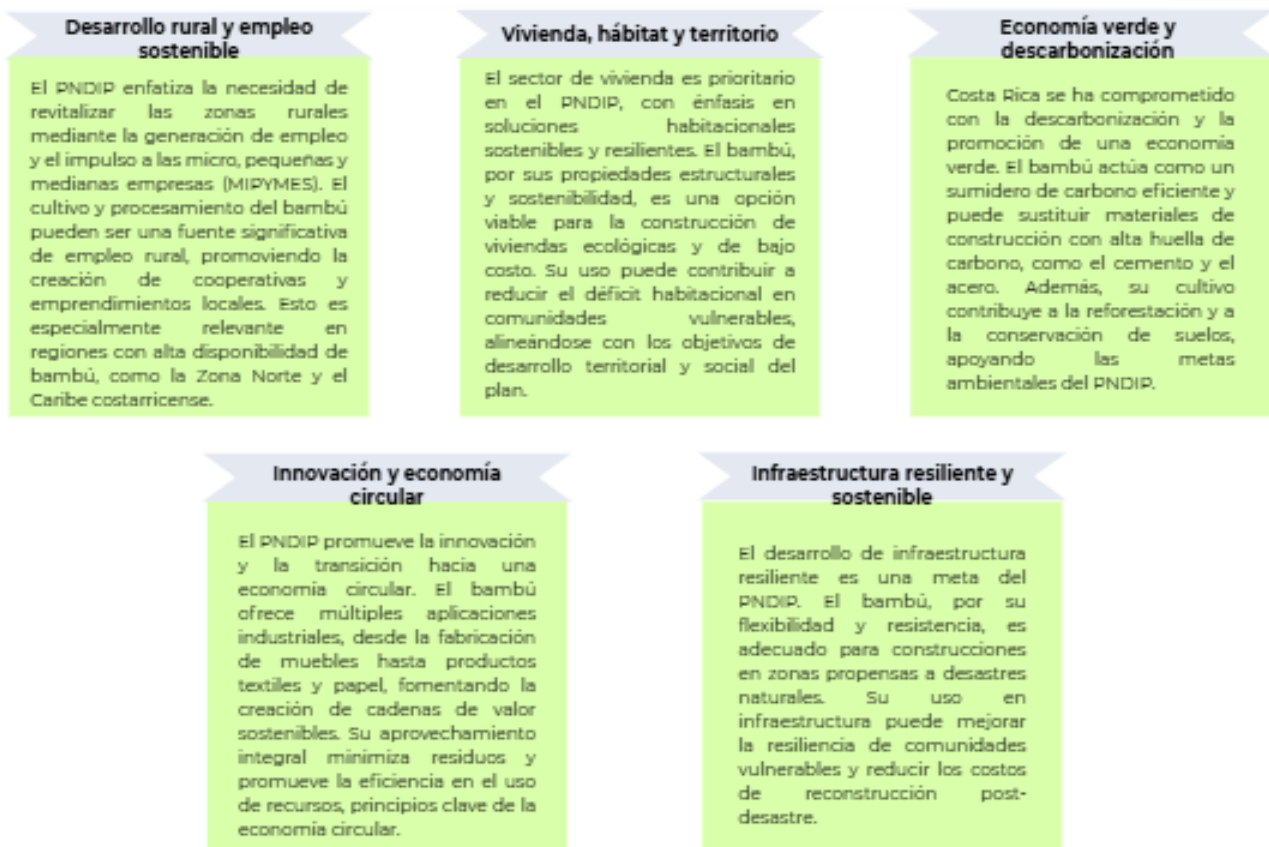 Desarrollo rural y empleo
sostenible
El PNDIP enfatiza la necesidad de
revitalizar las zonas rurales
mediante la generación de empleo
y el impulso a las micro, pequeñas y
medianas empresas (MIPYMES). El
cultivo y procesamiento del bambú
pueden ser una fuente significativa
de empleo rural, promoviendo la
creación de cooperativas y
emprendimientos locales. Esto es
especialmente relevante en
regiones con alta disponibilidad de
bambú, como la Zona Norte y el
Caribe costarricense.
Vivienda, hábitat y territorio
El sector de vivienda es prioritario
en el PNDIP, con énfasis en
soluciones habitacionales
sostenibles y resilientes. El bambú,
por sus propiedades estructurales
y sostenibilidad, es una opción
viable para la construcción de
viviendas ecológicas y de bajo
costo. Su uso puede contribuir a
reducir el déficit habitacional en
comunidades vulnerables,
alineándose con los objetivos de
desarrollo territorial y social del
plan.
Economía verde y
descarbonización
Costa Rica se ha comprometido
con la descarbonización y la
promoción de una economía
verde. El bambú actúa como un
sumidero de carbono eficiente y
puede sustituir materiales de
construcción con alta huella de
carbono, como el cemento y el
acero. Además, su cultivo
contribuye a la reforestación y a
la conservación de suelos,
apoyando las metas
ambientales del PNDIP.
Innovación y economía
circular
El PNDIP promueve la innovación
y la transición hacia una
economía circular. El bambú
ofrece múltiples aplicaciones
industriales, desde la fabricación
de muebles hasta productos
textiles y papel, fomentando la
creación de cadenas de valor
sostenibles. Su aprovechamiento
integral minimiza residuos y
promueve la eficiencia en el uso
de recursos, principios clave de la
economía circular.
Infraestructura resiliente y
sostenible
El desarrollo de infraestructura
resiliente es una meta del
PNDIP. El bambú, por su
flexibilidad y resistencia, es
adecuado para construcciones
en zonas propensas a desastres
naturales. Su uso en
infraestructura puede mejorar
la resiliencia de comunidades
vulnerables y reducir los costos
de reconstrucción post-
desastre.